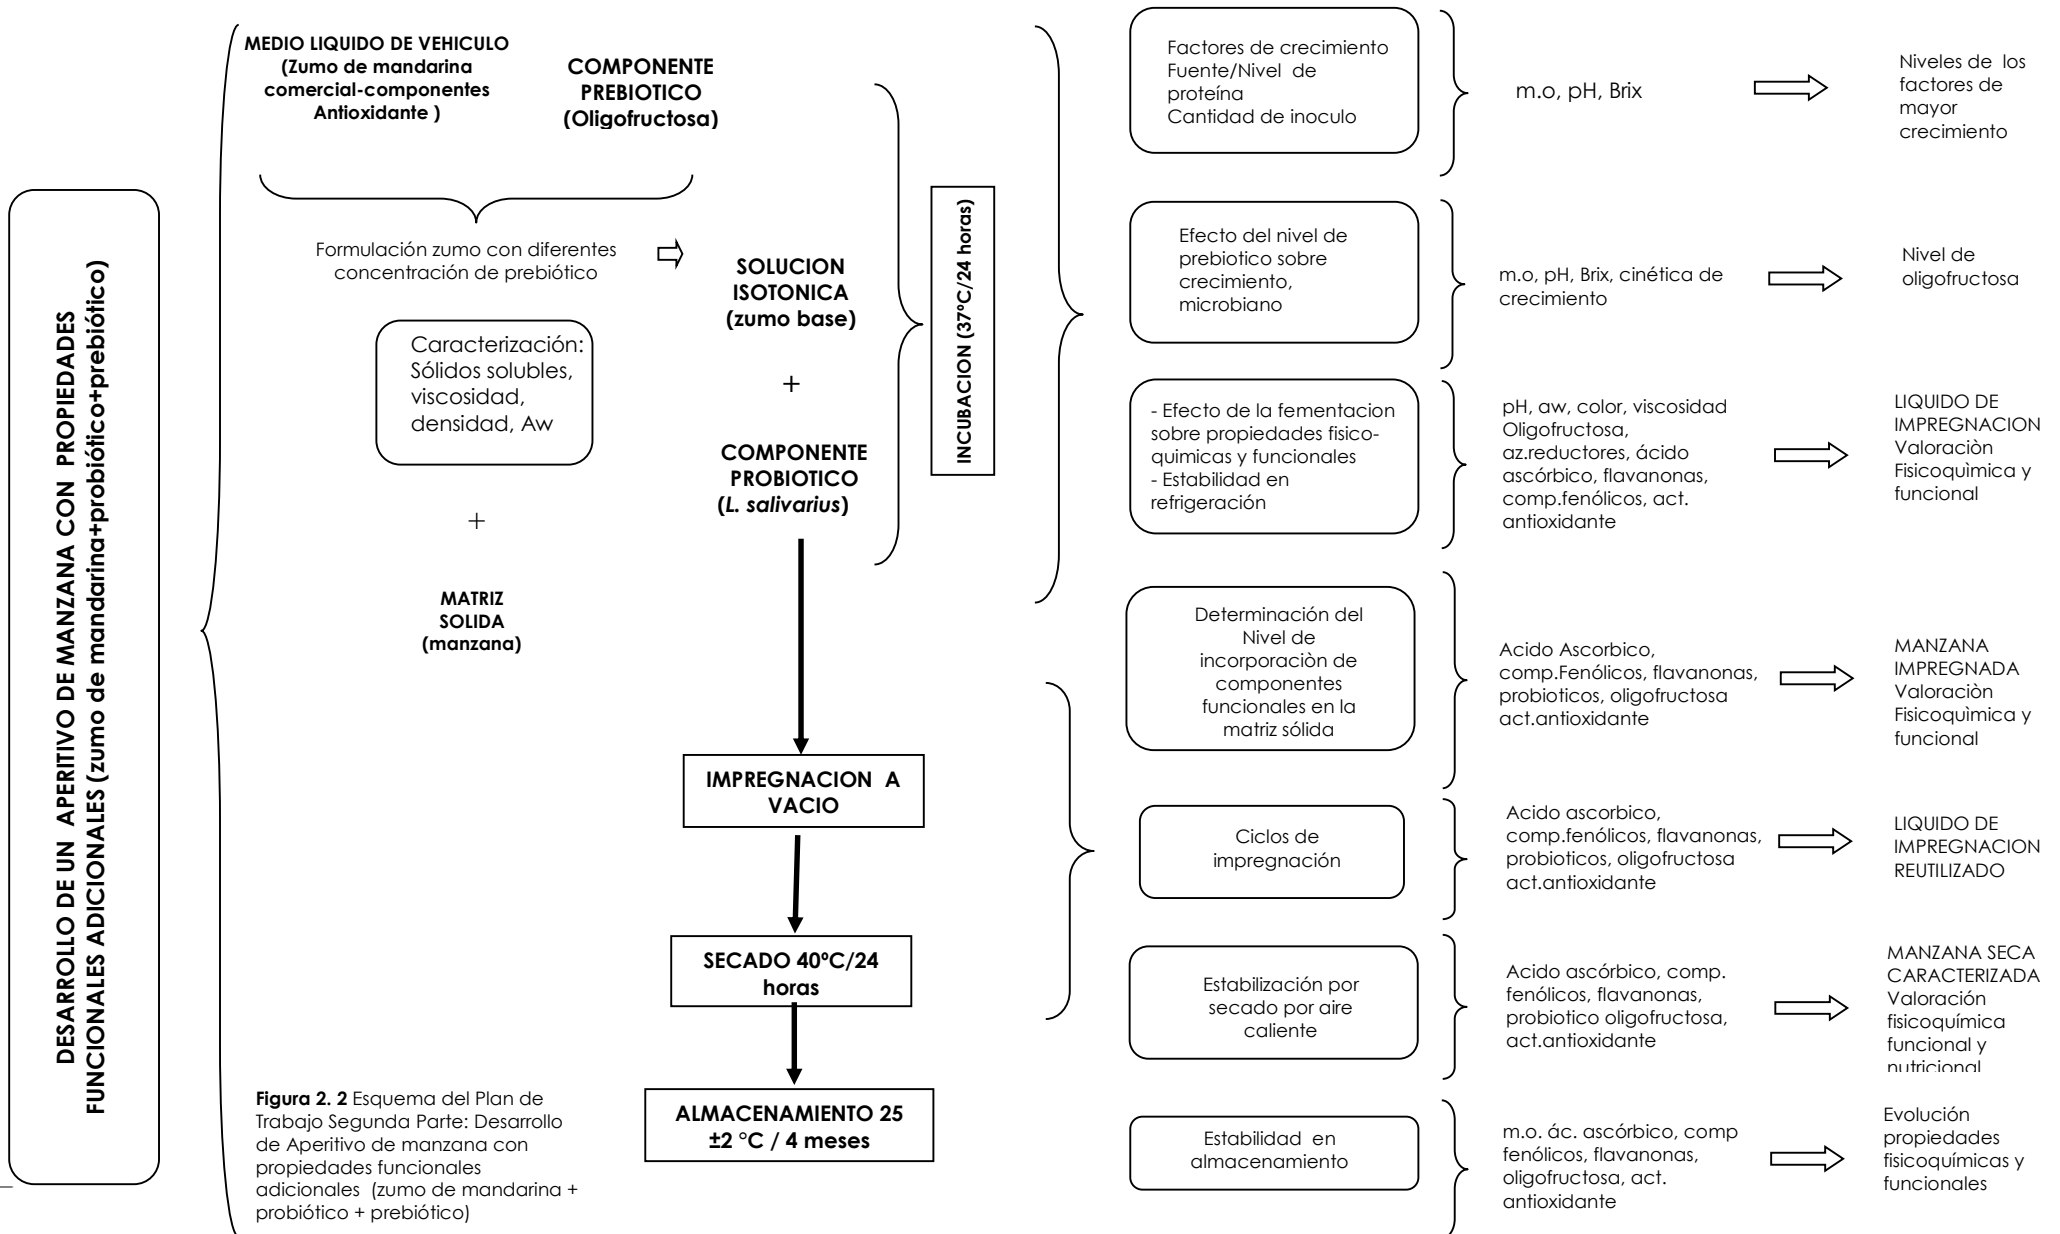 DESARROLLO DE UN APERITIVO DE MANZANA CON PROPIEDADES
FUNCIONALES ADICIONALES (zumo de mandarina+probiótico+prebiótico)
MEDIO LIQUIDO DE VEHICULO
(Zumo de mandarina
comercial-componentes
Antioxidante )
COMPONENTE
PREBIOTICO
(Oligofructosa)
Formulación zumo con diferentes
concentración de prebiótico
Caracterización:
Sólidos solubles,
viscosidad,
densidad, Aw
+
MATRIZ
SOLIDA
(manzana)
SOLUCION
ISOTONICA
(zumo base)
+
COMPONENTE
PROBIOTICO
(L. salivarius)
INCUBACION (37ºC/24 horas)
IMPREGNACION A
VACIO
SECADO 40ºC/24
horas
ALMACENAMIENTO 25
±2 °C / 4 meses
Factores de crecimiento
Fuente/Nivel de
proteína
Cantidad de inoculo
m.o, pH, Brix
Niveles de los
factores de
mayor
crecimiento
Efecto del nivel de
prebiotico sobre
crecimiento,
microbiano
m.o, pH, Brix, cinética de
crecimiento
Nivel de
oligofructosa
- Efecto de la fementacion
sobre propiedades fisico-
quimicas y funcionales
- Estabilidad en
refrigeración
pH, aw, color, viscosidad
Oligofructosa,
az.reductores, ácido
ascórbico, flavanonas,
comp.fenólicos, act.
antioxidante
LIQUIDO DE
IMPREGNACION
Valoraciòn
Fisicoquìmica y
funcional
Determinación del
Nivel de
incorporaciòn de
componentes
funcionales en la
matriz sólida
Acido Ascorbico,
comp.Fenólicos, flavanonas,
probioticos, oligofructosa
act.antioxidante
MANZANA
IMPREGNADA
Valoraciòn
Fisicoquìmica y
funcional
Ciclos de
impregnación
Acido ascorbico,
comp.fenólicos, flavanonas,
probioticos, oligofructosa
act.antioxidante
LIQUIDO DE
IMPREGNACION
REUTILIZADO
Estabilización por
secado por aire
caliente
Acido ascórbico, comp.
fenólicos, flavanonas,
probiotico oligofructosa,
act.antioxidante
MANZANA SECA
CARACTERIZADA
Valoración
fisicoquímica
funcional y
nutricional
Estabilidad en
almacenamiento
m.o. ác. ascórbico, comp
fenólicos, flavanonas,
oligofructosa, act.
antioxidante
Evolución
propiedades
fisicoquímicas y
funcionales
Figura 2. 2 Esquema del Plan de
Trabajo Segunda Parte: Desarrollo
de Aperitivo de manzana con
propiedades funcionales
adicionales (zumo de mandarina +
probiótico + prebiótico)